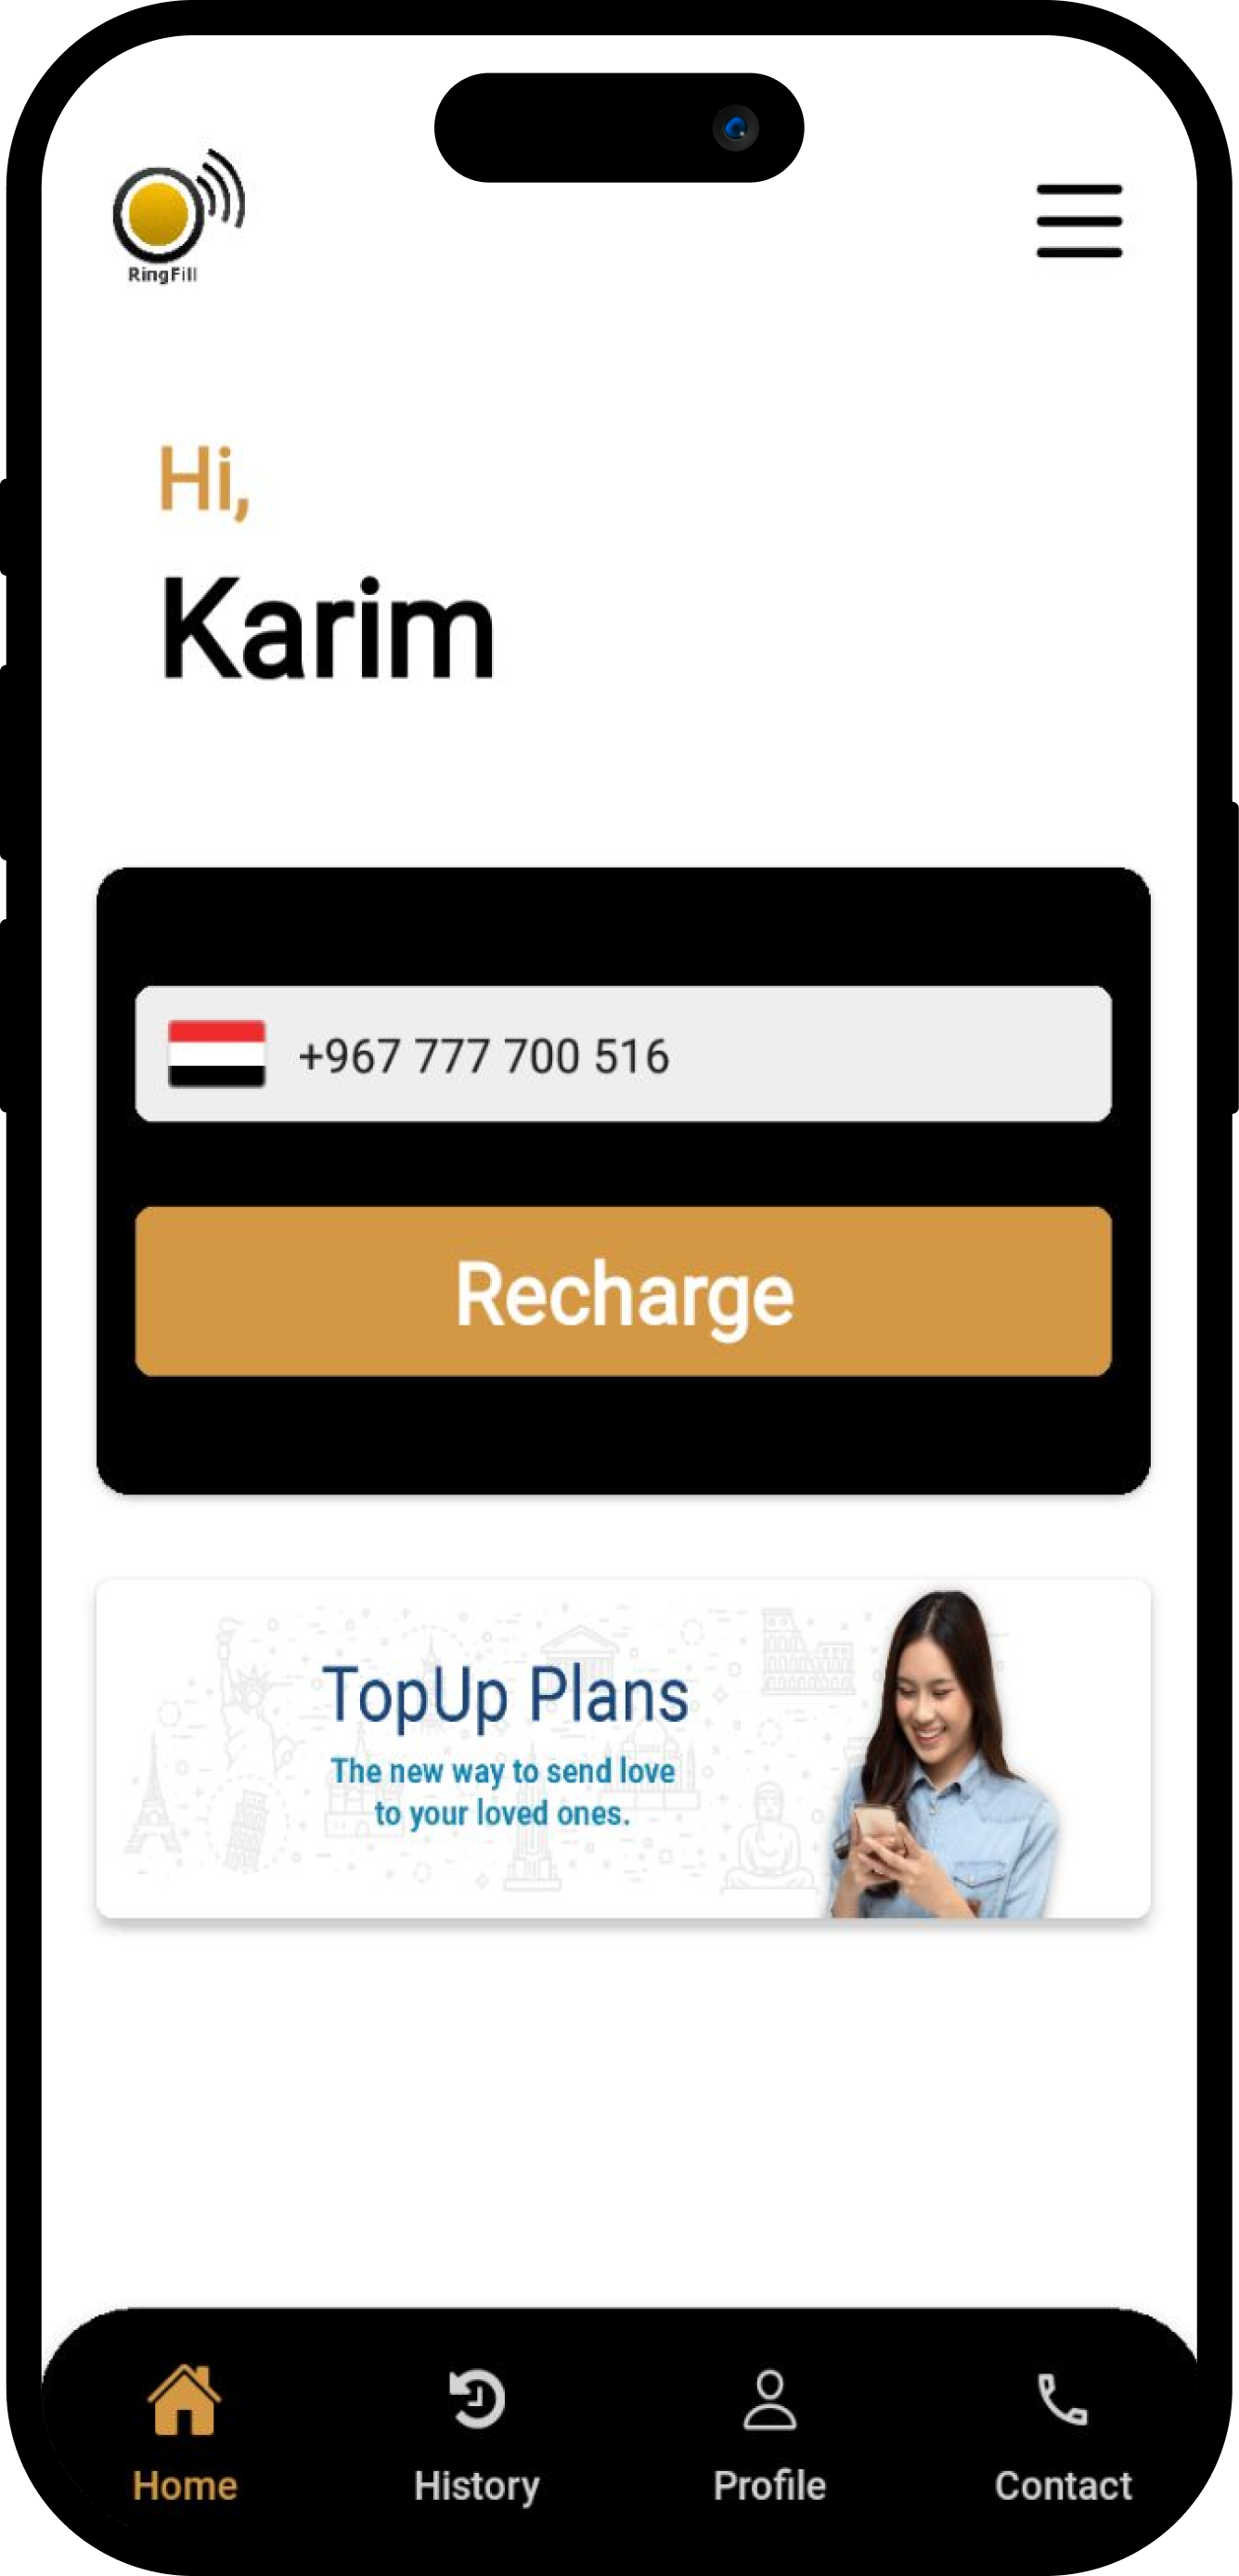 RingFill
Hi,
Karim
+967 777 700 516
Recharge
TopUp Plans
The new way to send love
to your loved ones.
Home
History
Profile
Contact